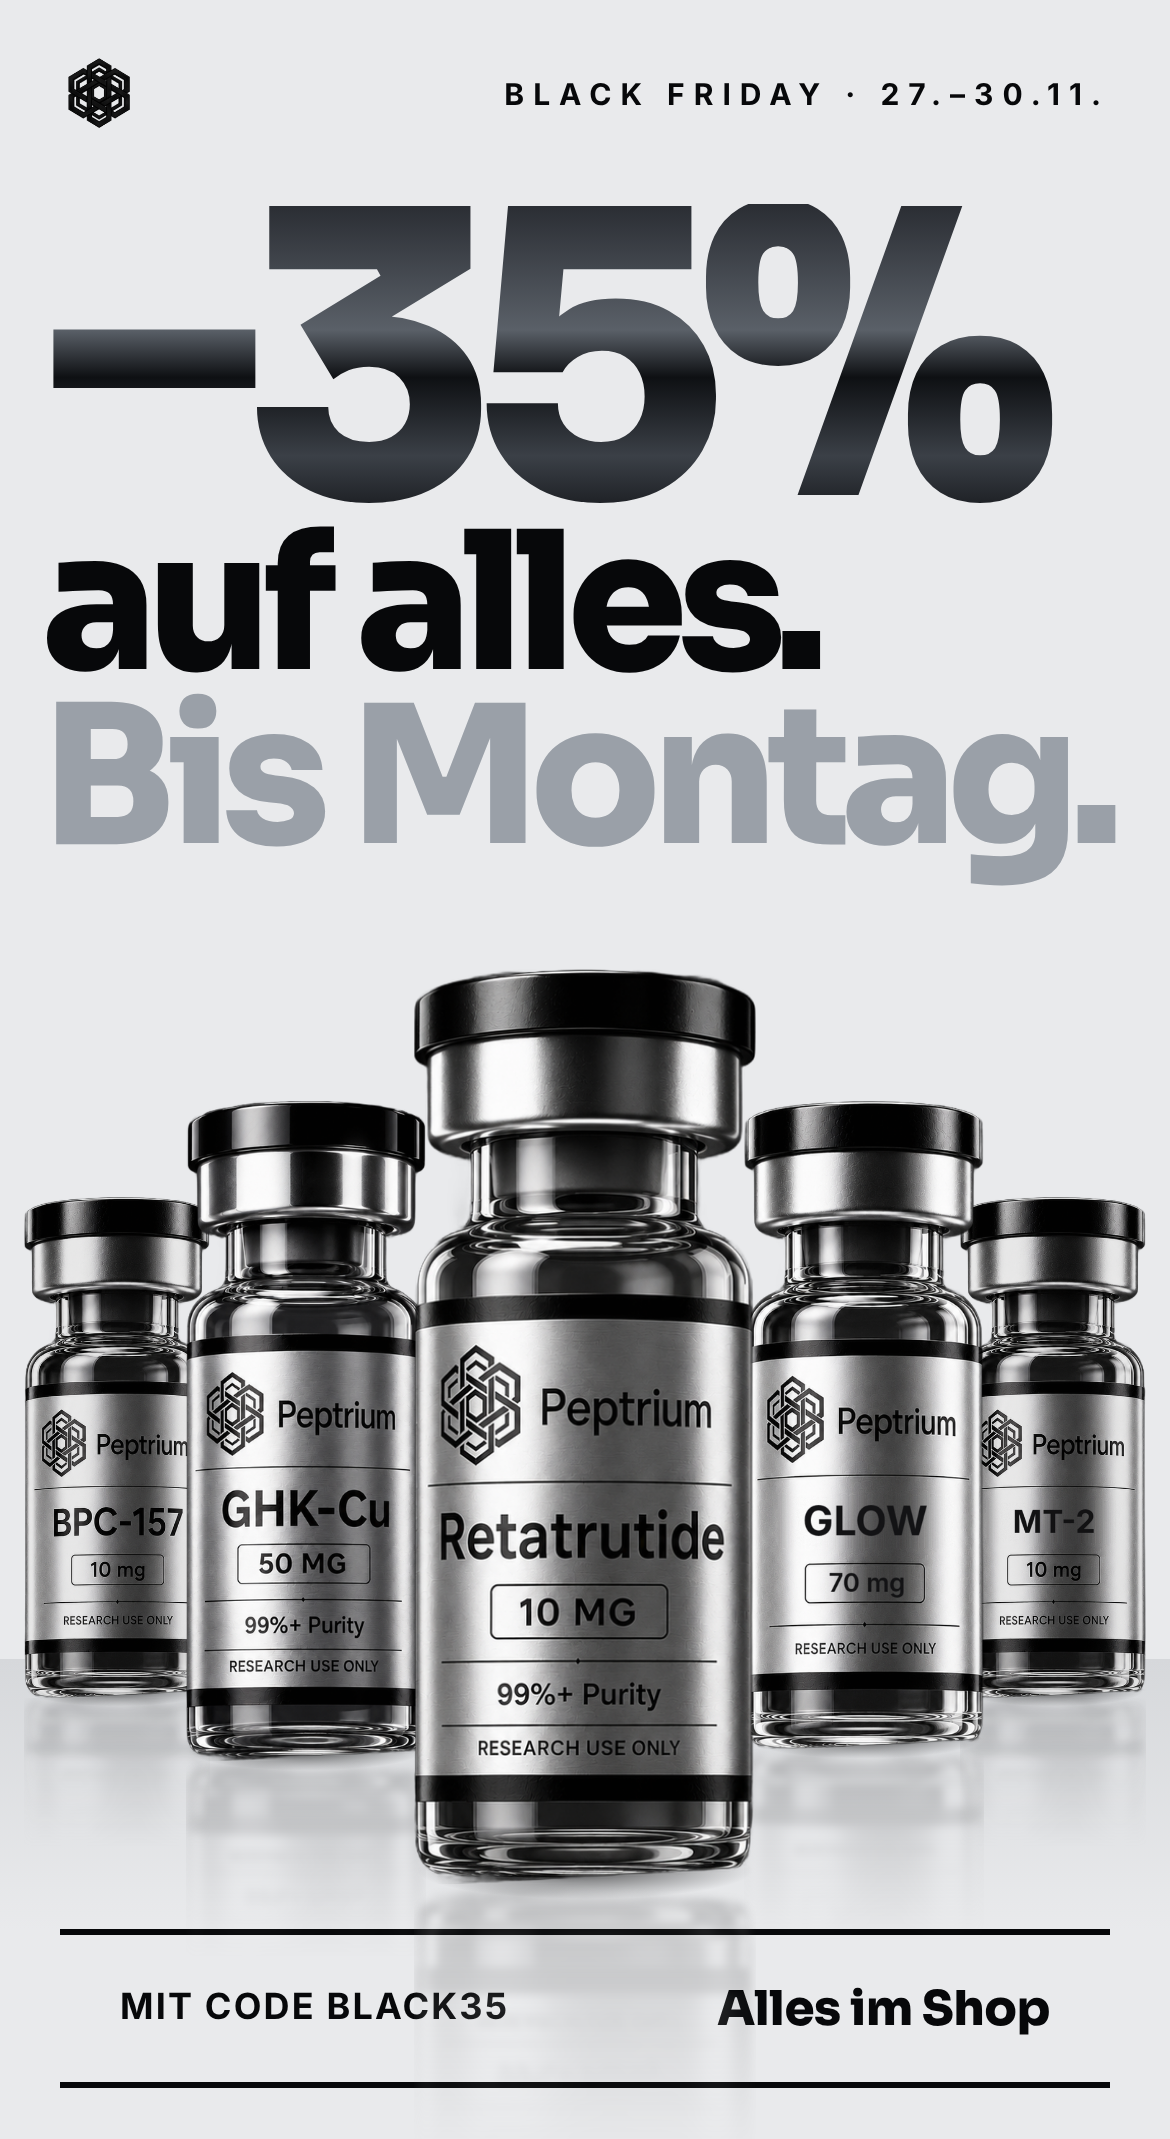 BLACK FRIDAY · 27.–30.11.
–35%
auf alles.
Bis Montag.
Peptrium
BPC-157
10 mg
RESEARCH USE ONLY
Peptrium
GHK-Cu
50 MG
99%+ Purity
RESEARCH USE ONLY
Peptrium
Retatrutide
10 MG
99%+ Purity
RESEARCH USE ONLY
Peptrium
GLOW
70 mg
RESEARCH USE ONLY
Peptrium
MT-2
10 mg
RESEARCH USE ONLY
MIT CODE BLACK35
Alles im Shop